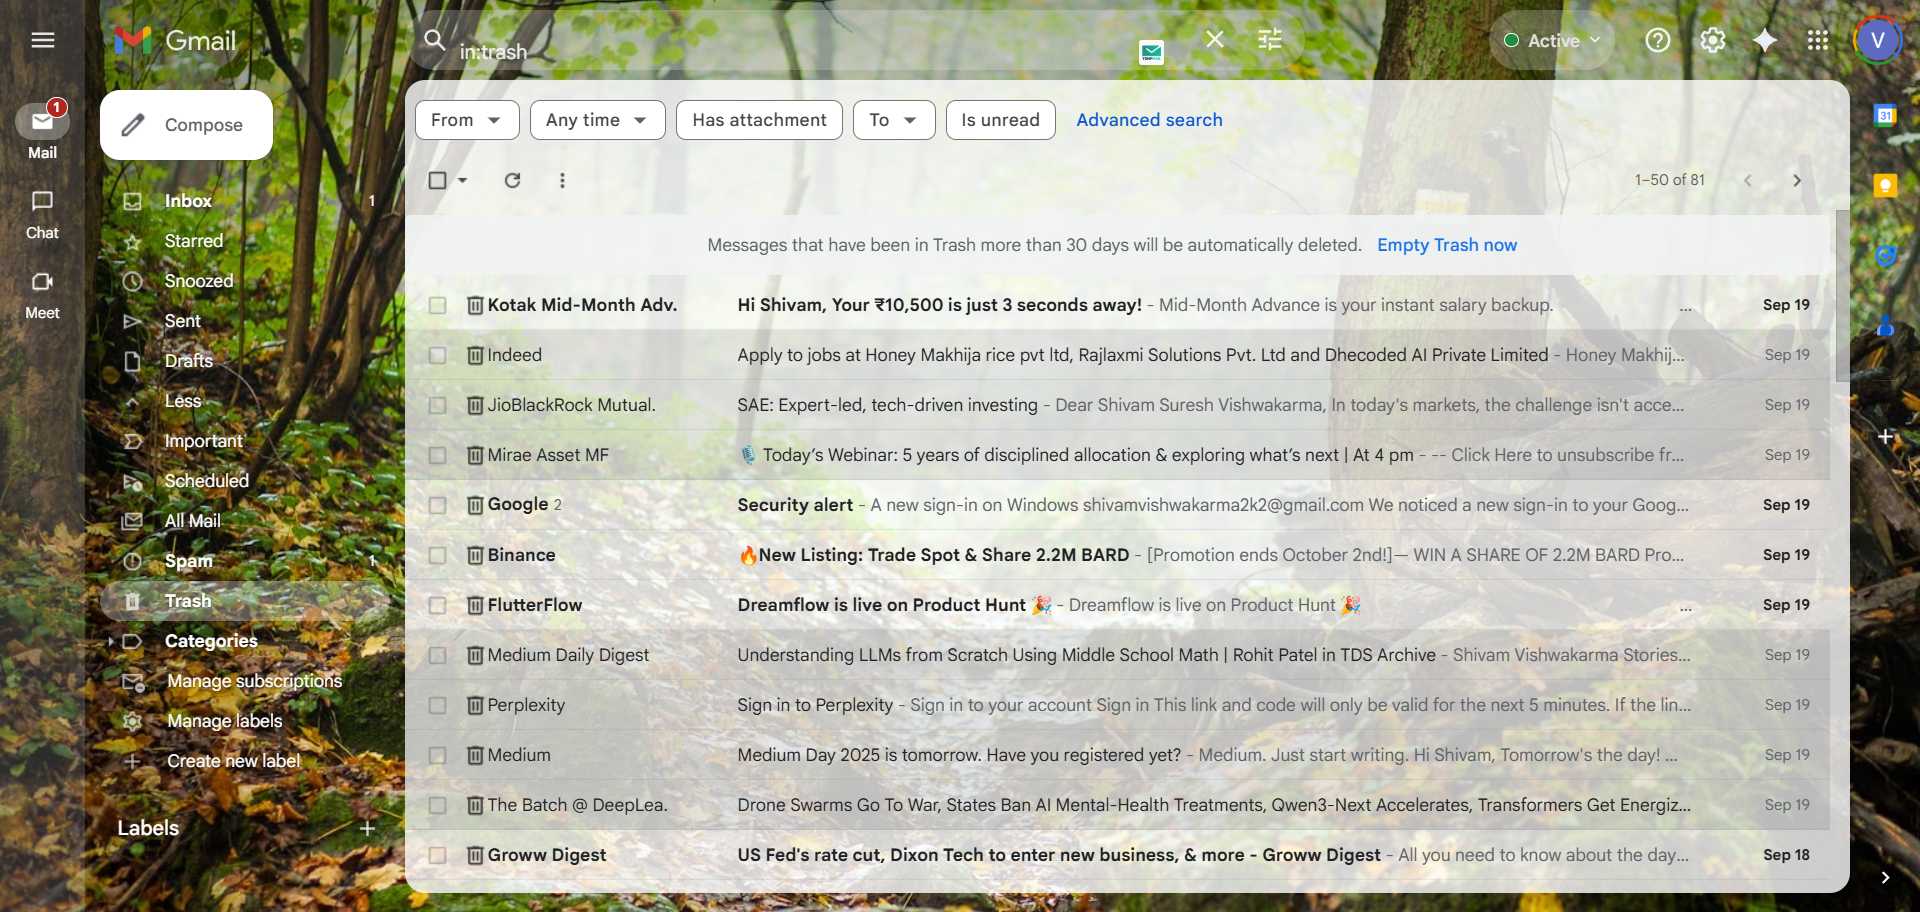 Gmail
in:trash
Active
V
1
Mail
Chat
Meet
Compose
Inbox 1
Starred
Snoozed
Sent
Drafts
Less
Important
Scheduled
All Mail
Spam 1
Trash
Categories
Manage subscriptions
Manage labels
Create new label
Labels
From
Any time
Has attachment
To
Is unread
Advanced search
1–50 of 81
Messages that have been in Trash more than 30 days will be automatically deleted. Empty Trash now
Kotak Mid-Month Adv. Hi Shivam, Your ₹10,500 is just 3 seconds away! - Mid-Month Advance is your instant salary backup. ... Sep 19
Indeed Apply to jobs at Honey Makhija rice pvt ltd, Rajlaxmi Solutions Pvt. Ltd and Dhecoded AI Private Limited - Honey Makhij... Sep 19
JioBlackRock Mutual. SAE: Expert-led, tech-driven investing - Dear Shivam Suresh Vishwakarma, In today's markets, the challenge isn't acce... Sep 19
Mirae Asset MF 🎙️ Today’s Webinar: 5 years of disciplined allocation & exploring what’s next | At 4 pm - -- Click Here to unsubscribe fr... Sep 19
Google 2 Security alert - A new sign-in on Windows shivamvishwakarma2k2@gmail.com We noticed a new sign-in to your Goog... Sep 19
Binance 🔥New Listing: Trade Spot & Share 2.2M BARD - [Promotion ends October 2nd!]— WIN A SHARE OF 2.2M BARD Pro... Sep 19
FlutterFlow Dreamflow is live on Product Hunt 🎉 - Dreamflow is live on Product Hunt 🎉 ... Sep 19
Medium Daily Digest Understanding LLMs from Scratch Using Middle School Math | Rohit Patel in TDS Archive - Shivam Vishwakarma Stories... Sep 19
Perplexity Sign in to Perplexity - Sign in to your account Sign in This link and code will only be valid for the next 5 minutes. If the lin... Sep 19
Medium Medium Day 2025 is tomorrow. Have you registered yet? - Medium. Just start writing. Hi Shivam, Tomorrow's the day! ... Sep 19
The Batch @ DeepLea. Drone Swarms Go To War, States Ban AI Mental-Health Treatments, Qwen3-Next Accelerates, Transformers Get Energiz... Sep 19
Groww Digest US Fed's rate cut, Dixon Tech to enter new business, & more - Groww Digest - All you need to know about the day... Sep 18
31